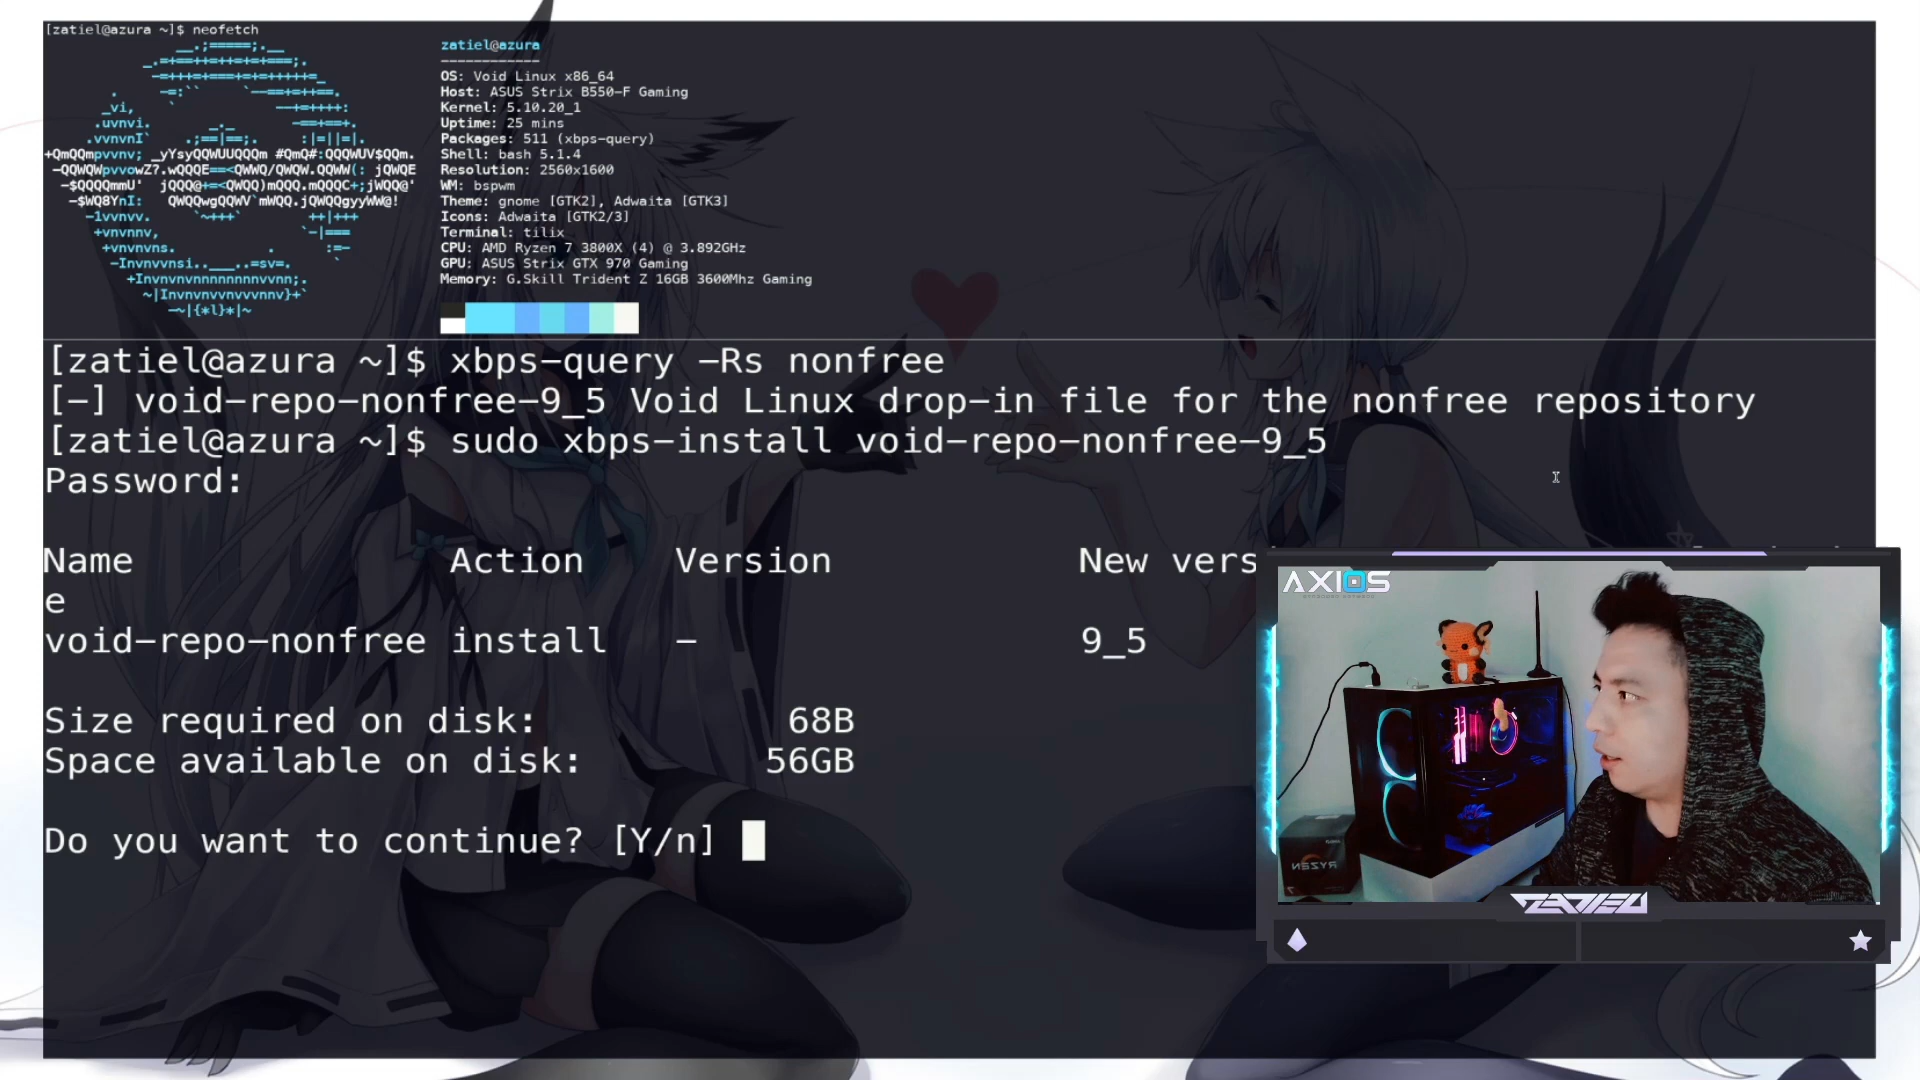 [zatiel@azura ~]$ neofetch
zatiel@azura
------------
OS: Void Linux x86_64
Host: ASUS Strix B550-F Gaming
Kernel: 5.10.20_1
Uptime: 25 mins
Packages: 511 (xbps-query)
Shell: bash 5.1.4
Resolution: 2560x1600
WM: bspwm
Theme: gnome [GTK2], Adwaita [GTK3]
Icons: Adwaita [GTK2/3]
Terminal: tilix
CPU: AMD Ryzen 7 3800X (4) @ 3.892GHz
GPU: ASUS Strix GTX 970 Gaming
Memory: G.Skill Trident Z 16GB 3600Mhz Gaming
[zatiel@azura ~]$ xbps-query -Rs nonfree
[-] void-repo-nonfree-9_5 Void Linux drop-in file for the nonfree repository
[zatiel@azura ~]$ sudo xbps-install void-repo-nonfree-9_5
Password:
Name Action Version New vers
e
void-repo-nonfree install - 9_5
Size required on disk: 68B
Space available on disk: 56GB
Do you want to continue? [Y/n]
AXIOS
RYZEN
ZATIEL